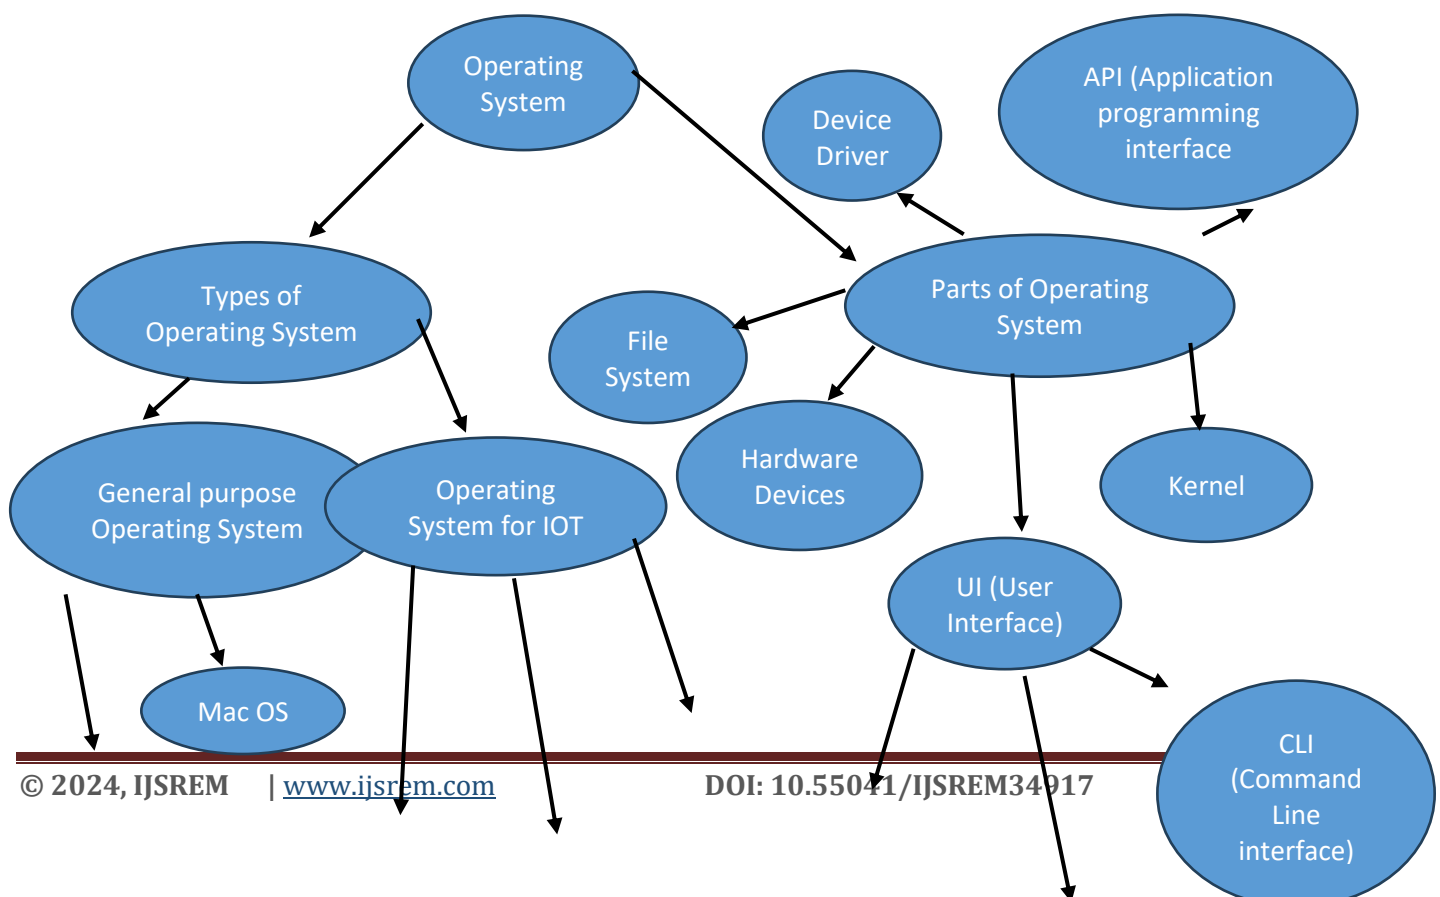 Operating
System
Device
Driver
API (Application
programming
interface
Types of
Operating System
Parts of Operating
System
File
System
General purpose
Operating System
Operating
System for IOT
Hardware
Devices
Kernel
UI (User
Interface)
Mac OS
CLI
(Command
Line
interface)
© 2024, IJSREM | www.ijsrem.com DOI: 10.55041/IJSREM34917